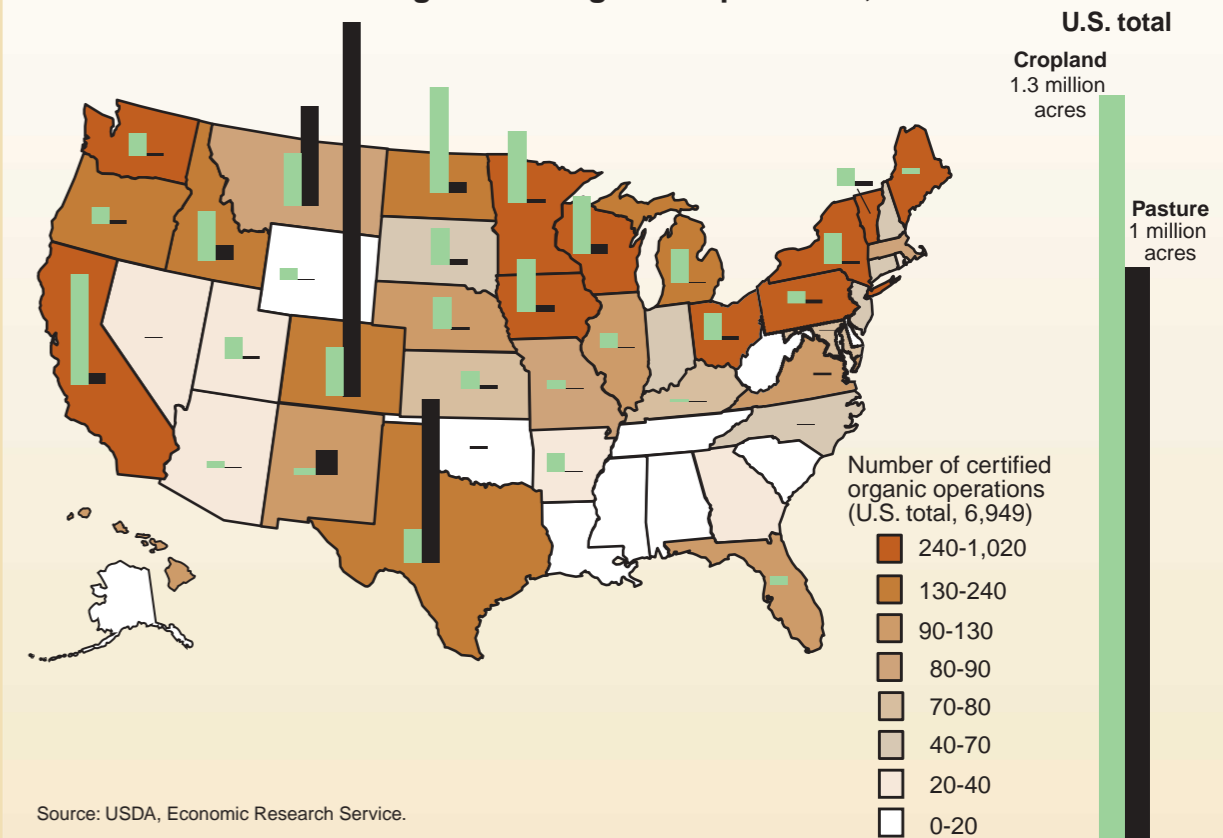 U.S. total
Cropland
1.3 million
acres
Pasture
1 million
acres
Number of certified
organic operations
(U.S. total, 6,949)
240-1,020
130-240
90-130
80-90
70-80
40-70
20-40
0-20
Source: USDA, Economic Research Service.